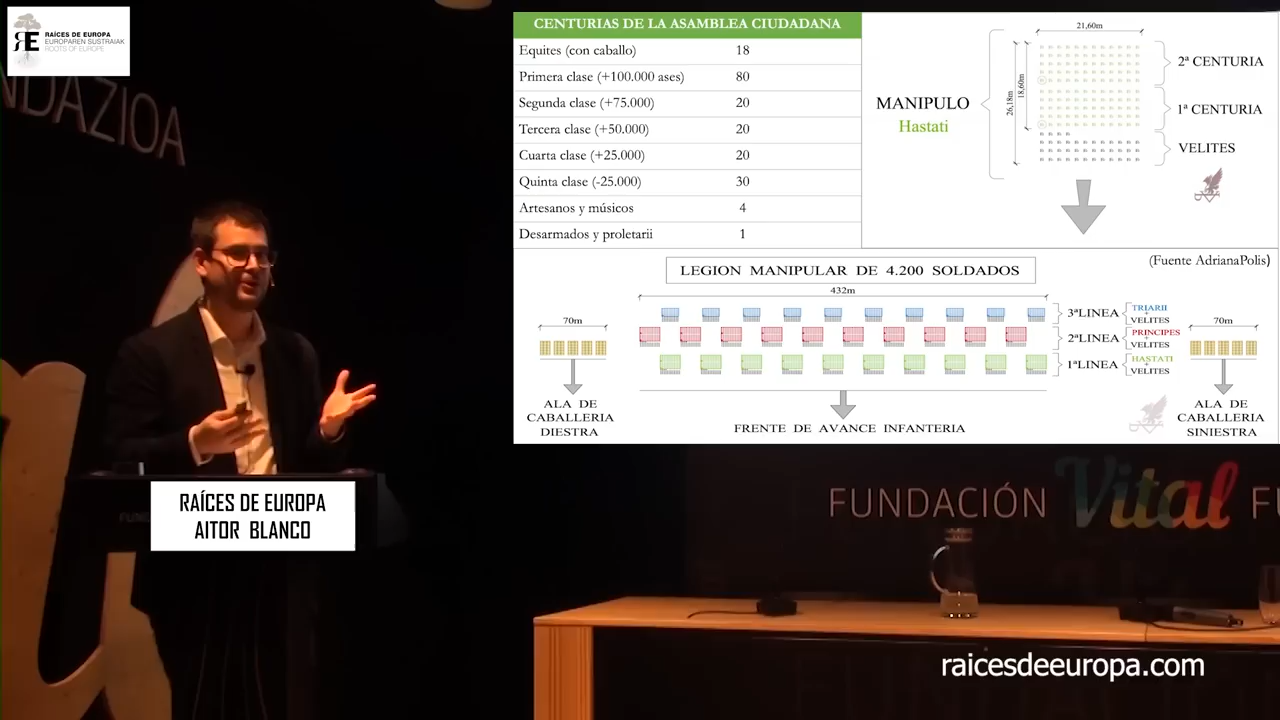 RAÍCES DE EUROPA
EUROPAREN SUSTRAIAK
ROOTS OF EUROPE
NDAZIOA
CENTURIAS DE LA ASAMBLEA CIUDADANA
Equites (con caballo) 18
Primera clase (+100.000 ases) 80
Segunda clase (+75.000) 20
Tercera clase (+50.000) 20
Cuarta clase (+25.000) 20
Quinta clase (-25.000) 30
Artesanos y músicos 4
Desarmados y proletarii 1
21,60m
26,18m
18,60m
MANIPULO
Hastati
2ª CENTURIA
1ª CENTURIA
VELITES
(Fuente AdrianaPolis)
LEGION MANIPULAR DE 4.200 SOLDADOS
432m
70m
70m
3ªLINEA
TRIARII
+
VELITES
2ªLINEA
PRINCIPES
+
VELITES
1ªLINEA
HASTATI
+
VELITES
ALA DE
CABALLERIA
DIESTRA
FRENTE DE AVANCE INFANTERIA
ALA DE
CABALLERIA
SINIESTRA
RAÍCES DE EUROPA
AITOR BLANCO
FUNDACIÓN Vital F
raicesdeeuropa.com